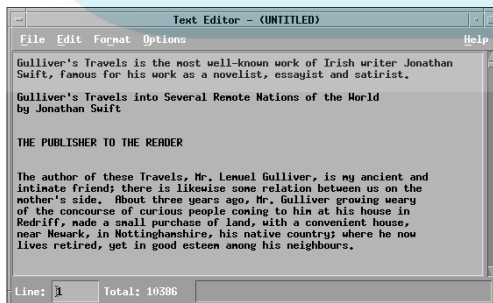 Text Editor - (UNTITLED)
File Edit Format Options Help
Gulliver's Travels is the most well-known work of Irish writer Jonathan
Swift, famous for his work as a novelist, essayist and satirist.
Gulliver's Travels into Several Remote Nations of the World
by Jonathan Swift
THE PUBLISHER TO THE READER
The author of these Travels, Mr. Lemuel Gulliver, is my ancient and
intimate friend; there is likewise some relation between us on the
mother's side. About three years ago, Mr. Gulliver growing weary
of the concourse of curious people coming to him at his house in
Redriff, made a small purchase of land, with a convenient house,
near Newark, in Nottinghamshire, his native country; where he now
lives retired, yet in good esteem among his neighbours.
Line: 1 Total: 10386